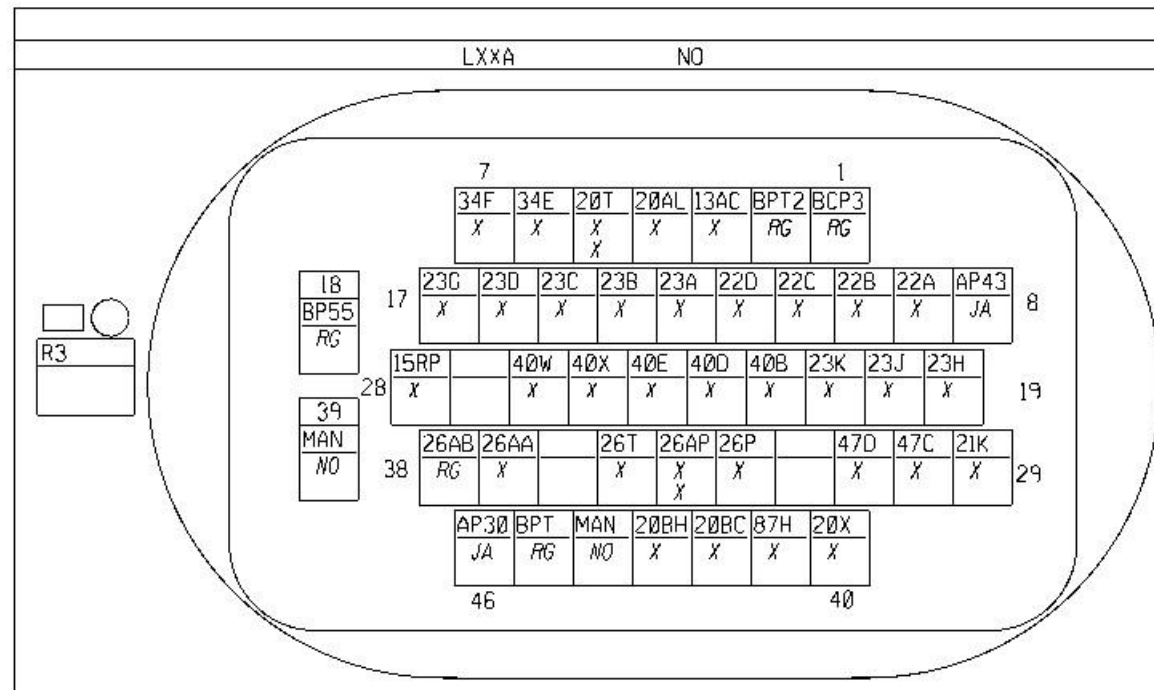 LXXA NO
7 1
34F 34E 20T 20AL 13AC BPT2 BCP3
X X X X X RG RG
X
18
17 23G 23D 23C 23B 23A 22D 22C 22B 22A AP43 8
BP55 X X X X X X X X X JA
RG
R3
28 15RP 40W 40X 40E 40D 40B 23K 23J 23H 19
X X X X X X X X X
39
MAN 38 26AB 26AA 26T 26AP 26P 47D 47C 21K 29
NO RG X X X X X X X
X
AP30 BPT MAN 20BH 20BC 87H 20X
JA RG NO X X X X
46 40